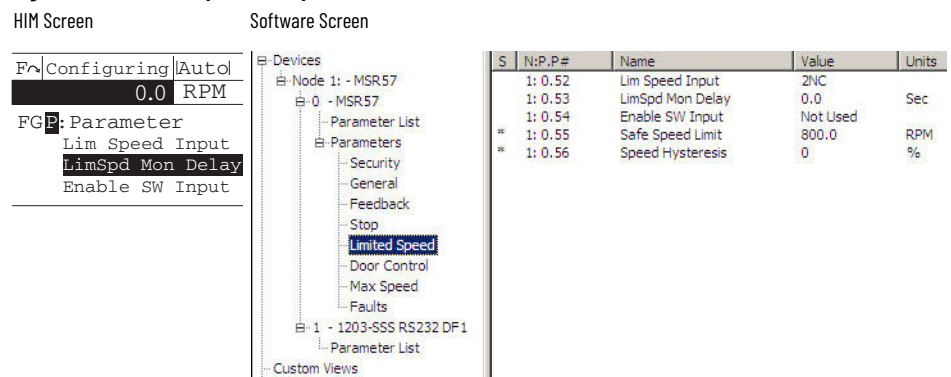 HIM Screen
Software Screen
F Configuring Auto
0.0 RPM
FGP: Parameter
Lim Speed Input
LimSpd Mon Delay
Enable SW Input
Devices
Node 1: - MSR57
0 - MSR57
Parameter List
Parameters
Security
General
Feedback
Stop
Limited Speed
Door Control
Max Speed
Faults
1 - 1203-SSS RS232 DF1
Parameter List
Custom Views
S N:P.P# Name Value Units
1: 0.52 Lim Speed Input 2NC
1: 0.53 LimSpd Mon Delay 0.0 Sec
1: 0.54 Enable SW Input Not Used
* 1: 0.55 Safe Speed Limit 800.0 RPM
* 1: 0.56 Speed Hysteresis 0 %